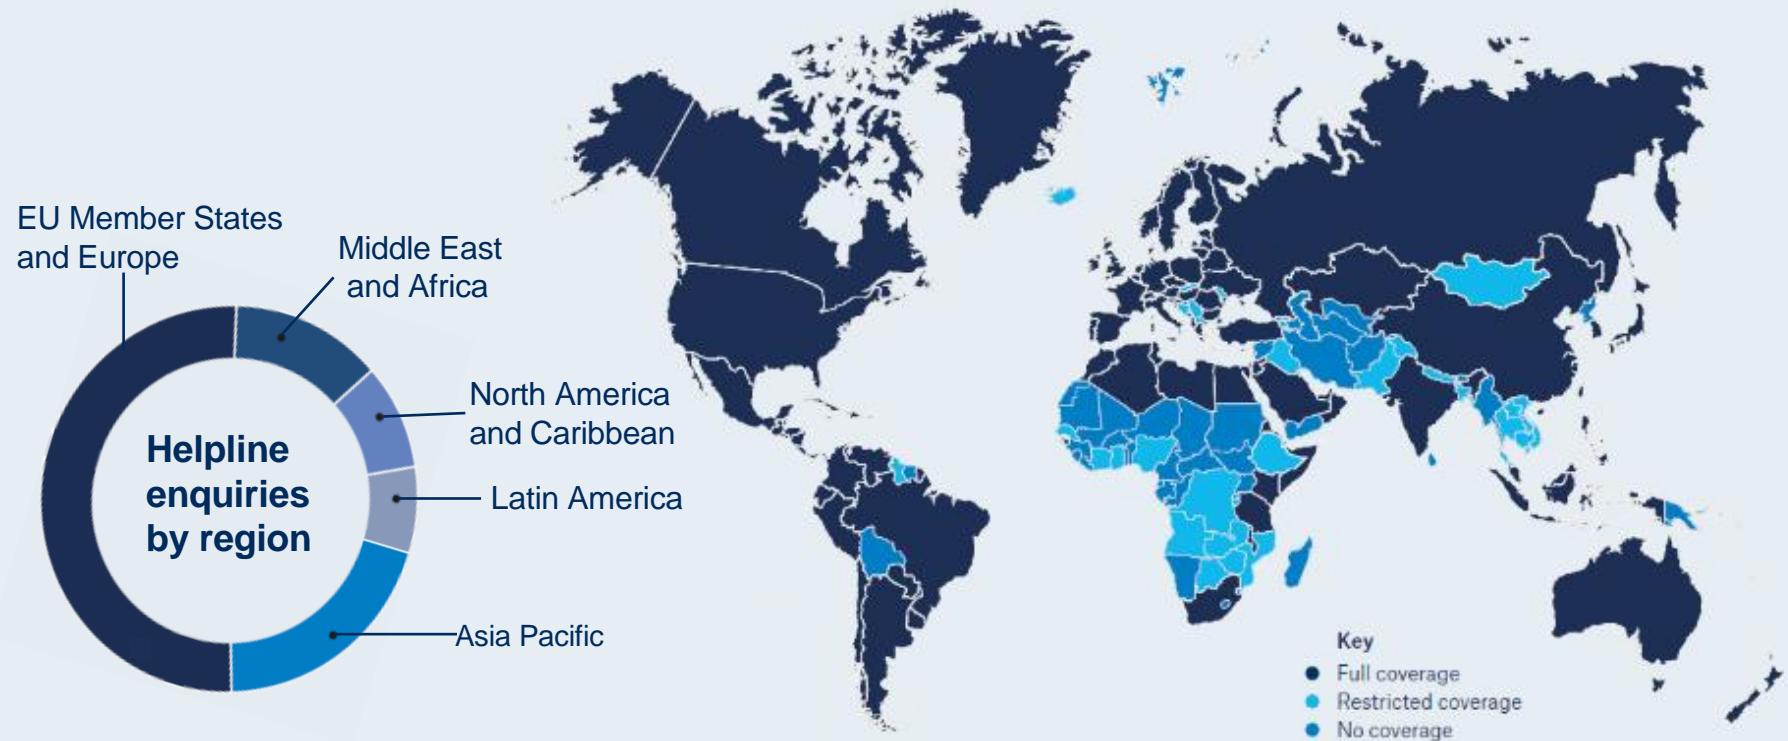 EU Member States
and Europe
Middle East
and Africa
North America
and Caribbean
Latin America
Asia Pacific
Helpline
enquiries
by region
Key
Full coverage
Restricted coverage
No coverage